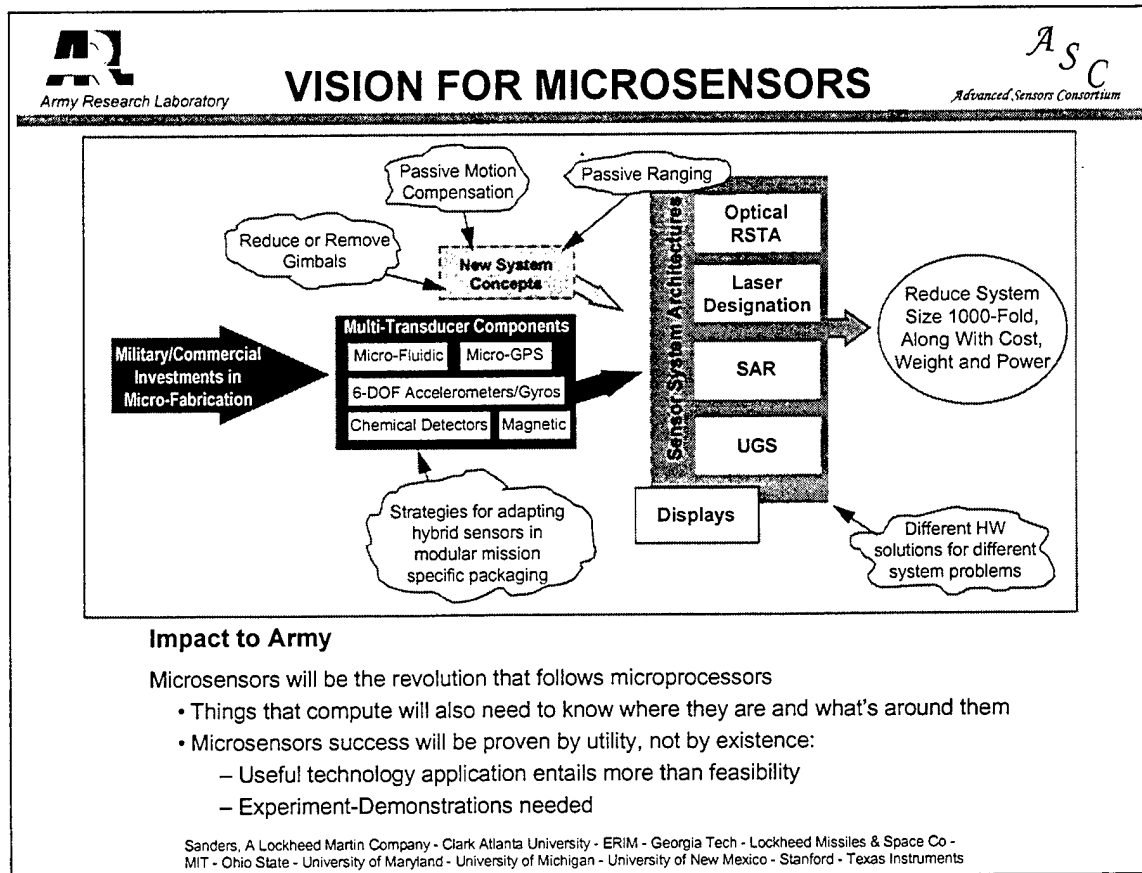 ARL
Army Research Laboratory
VISION FOR MICROSENSORS
ASC
Advanced Sensors Consortium
Passive Motion
Compensation
Passive Ranging
Reduce or Remove
Gimbals
New System
Concepts
Military/Commercial
Investments in
Micro-Fabrication
Multi-Transducer Components
Micro-Fluidic
Micro-GPS
6-DOF Accelerometers/Gyros
Chemical Detectors
Magnetic
Strategies for adapting
hybrid sensors in
modular mission
specific packaging
Sensor System Architectures
Optical
RSTA
Laser
Designation
SAR
UGS
Displays
Reduce System
Size 1000-Fold,
Along With Cost,
Weight and Power
Different HW
solutions for different
system problems
Impact to Army
Microsensors will be the revolution that follows microprocessors
• Things that compute will also need to know where they are and what's around them
• Microsensors success will be proven by utility, not by existence:
– Useful technology application entails more than feasibility
– Experiment-Demonstrations needed
Sanders, A Lockheed Martin Company - Clark Atlanta University - ERIM - Georgia Tech - Lockheed Missiles & Space Co -
MIT - Ohio State - University of Maryland - University of Michigan - University of New Mexico - Stanford - Texas Instruments